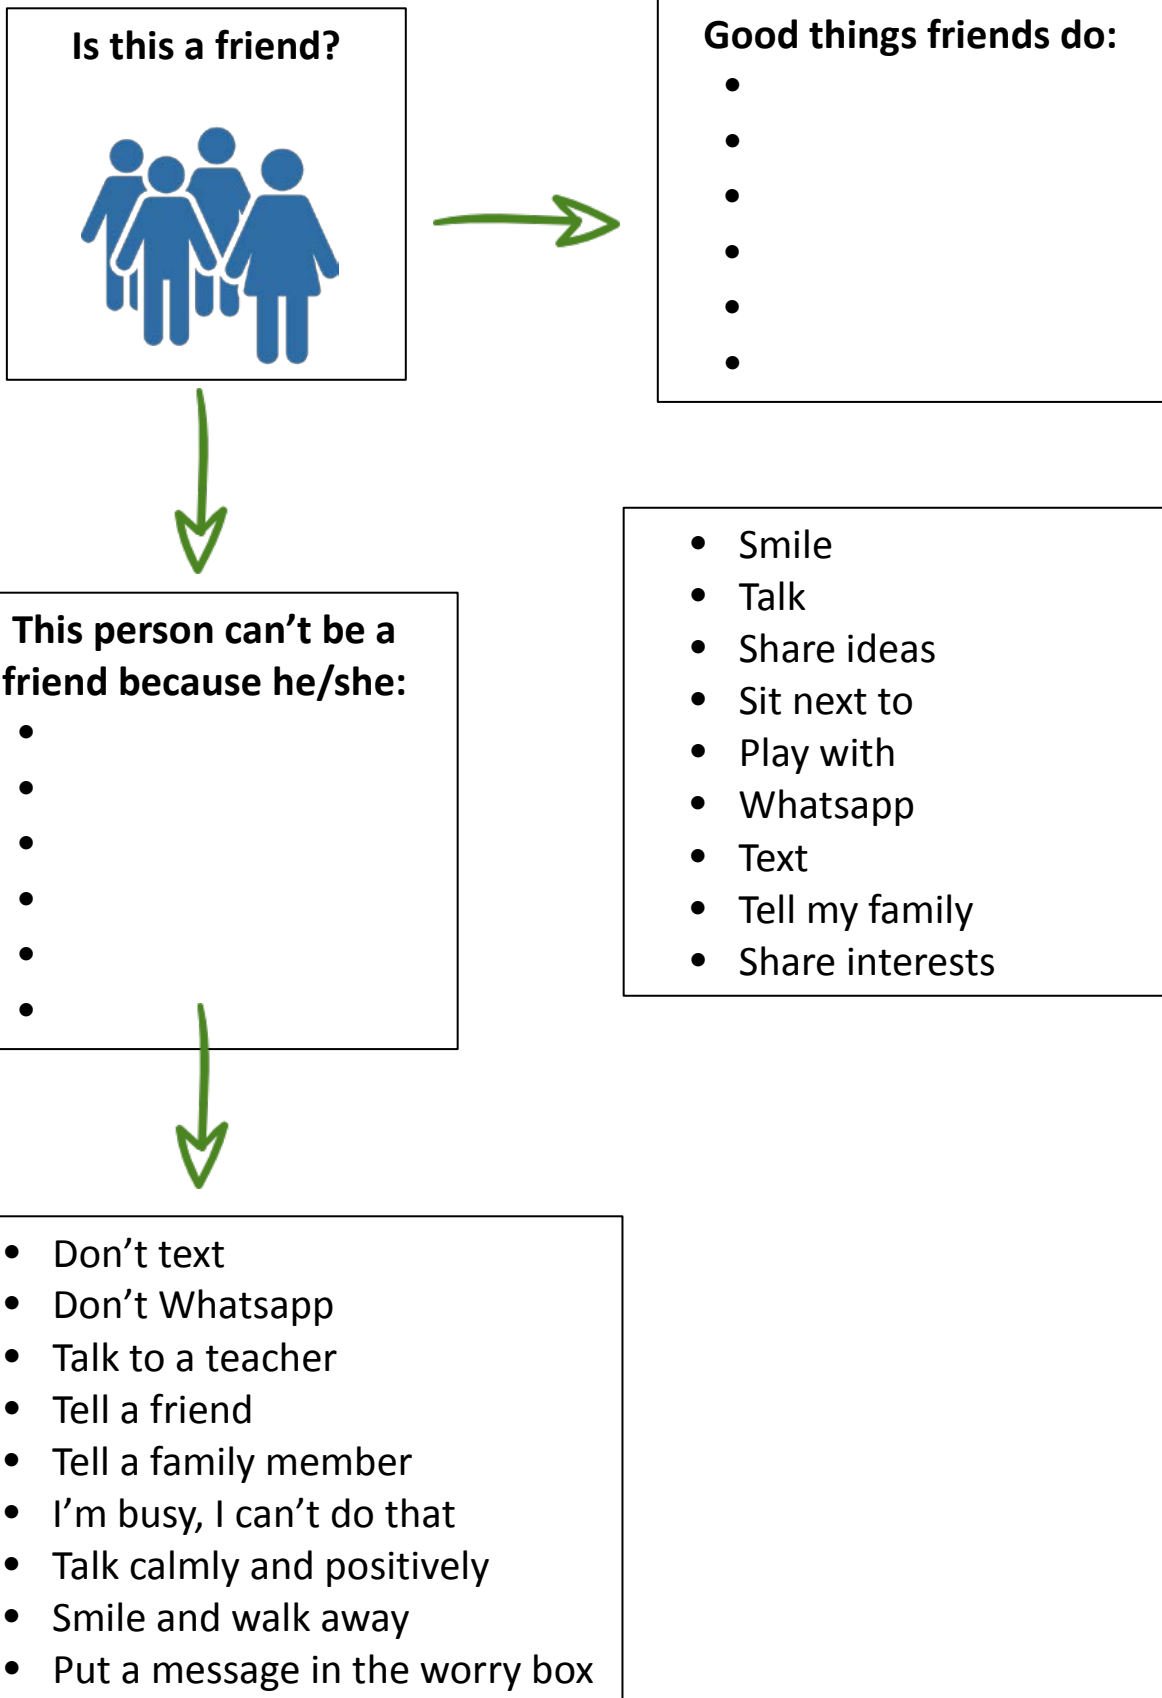 Is this a friend?
Good things friends do:
•
•
•
•
•
•
This person can’t be a
friend because he/she:
•
•
•
•
•
•
• Smile
• Talk
• Share ideas
• Sit next to
• Play with
• Whatsapp
• Text
• Tell my family
• Share interests
• Don’t text
• Don’t Whatsapp
• Talk to a teacher
• Tell a friend
• Tell a family member
• I’m busy, I can’t do that
• Talk calmly and positively
• Smile and walk away
• Put a message in the worry box